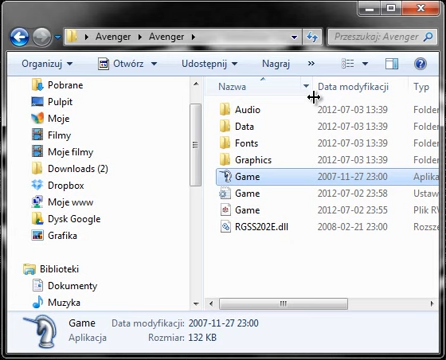 Avenger Avenger
Przeszukaj: Avenger
Organizuj Otwórz Udostępnij Nagraj »
Pobrane
Pulpit
Moje
Filmy
Moje filmy
Downloads (2)
Dropbox
Moje www
Dysk Google
Grafika
Biblioteki
Dokumenty
Muzyka
Nazwa Data modyfikacji Typ
Audio 2012-07-03 13:39 Folder
Data 2012-07-03 13:39 Folder
Fonts 2012-07-03 13:39 Folder
Graphics 2012-07-03 13:39 Folder
Game 2007-11-27 23:00 Aplika
Game 2012-07-02 23:58 Ustaw
Game 2012-07-02 23:55 Plik RV
RGSS202E.dll 2008-02-21 23:00 Rozsze
Game Data modyfikacji: 2007-11-27 23:00
Aplikacja Rozmiar: 132 KB